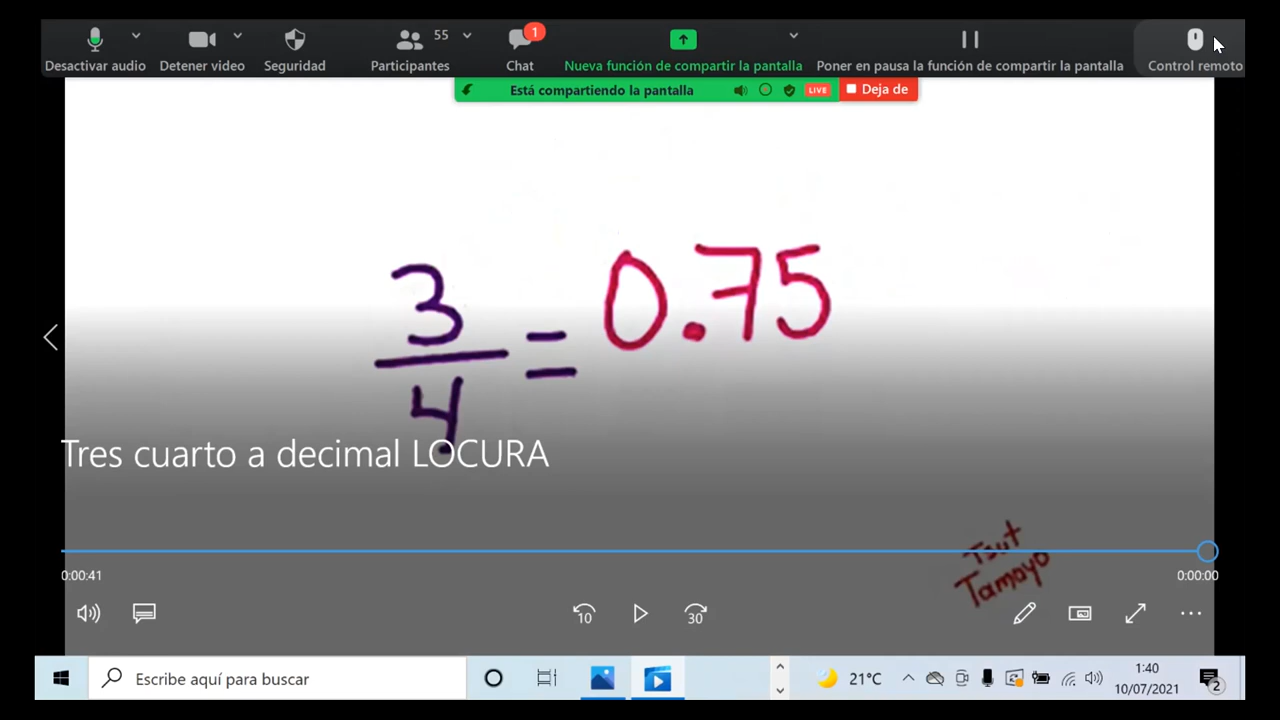 55
1
Desactivar audio
Detener video
Seguridad
Participantes
Chat
Nueva función de compartir la pantalla
Poner en pausa la función de compartir la pantalla
Control remoto
Está compartiendo la pantalla
LIVE
Deja de
3
4
= 0.75
Tres cuarto a decimal LOCURA
Tsut
Tamayo
0:00:41
0:00:00
10
30
Escribe aquí para buscar
21°C
1:40
10/07/2021
2